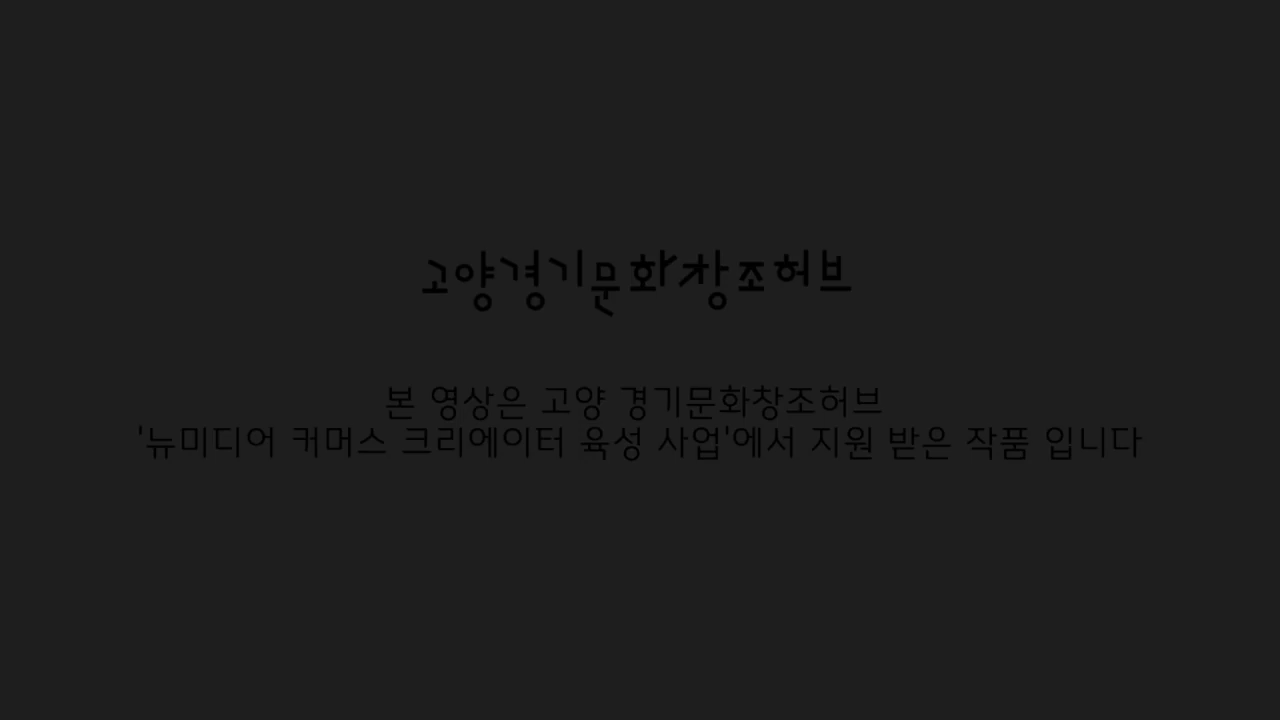 고양경기문화창조허브
본 영상은 고양 경기문화창조허브
'뉴미디어 커머스 크리에이터 육성 사업'에서 지원 받은 작품 입니다